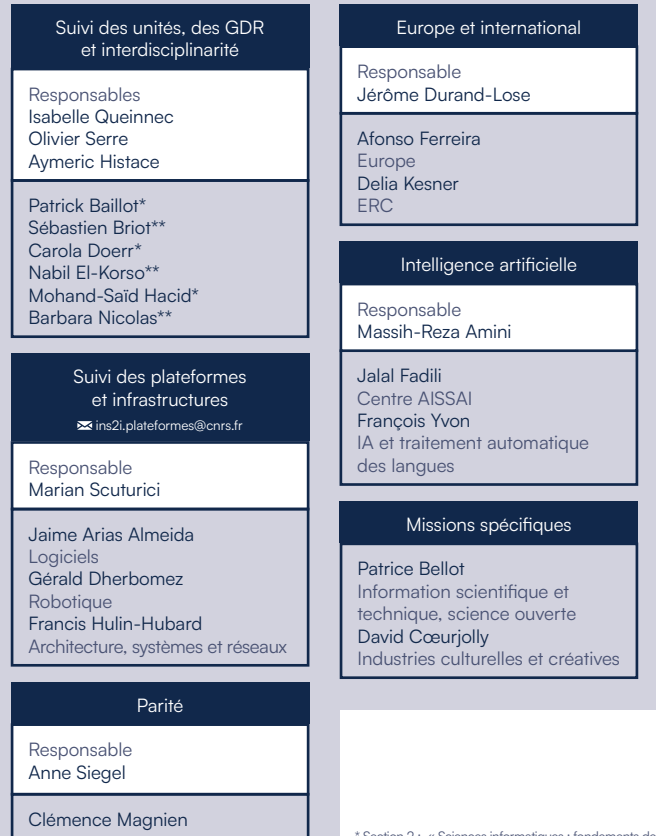 Suivi des unités, des GDR
et interdisciplinarité
Responsables
Isabelle Queinnec
Olivier Serre
Aymeric Histace
Patrick Baillot*
Sébastien Briot**
Carola Doerr*
Nabil El-Korso**
Mohand-Saïd Hacid*
Barbara Nicolas**
Suivi des plateformes
et infrastructures
ins2i.plateformes@cnrs.fr
Responsable
Marian Scuturici
Jaime Arias Almeida
Logiciels
Gérald Dherbomez
Robotique
Francis Hulin-Hubard
Architecture, systèmes et réseaux
Parité
Responsable
Anne Siegel
Clémence Magnien
Europe et international
Responsable
Jérôme Durand-Lose
Afonso Ferreira
Europe
Delia Kesner
ERC
Intelligence artificielle
Responsable
Massih-Reza Amini
Jalal Fadili
Centre AISSAI
François Yvon
IA et traitement automatique
des langues
Missions spécifiques
Patrice Bellot
Information scientifique et
technique, science ouverte
David Cœurjolly
Industries culturelles et créatives
* Section 2 : « Sciences informatiques : fondements de